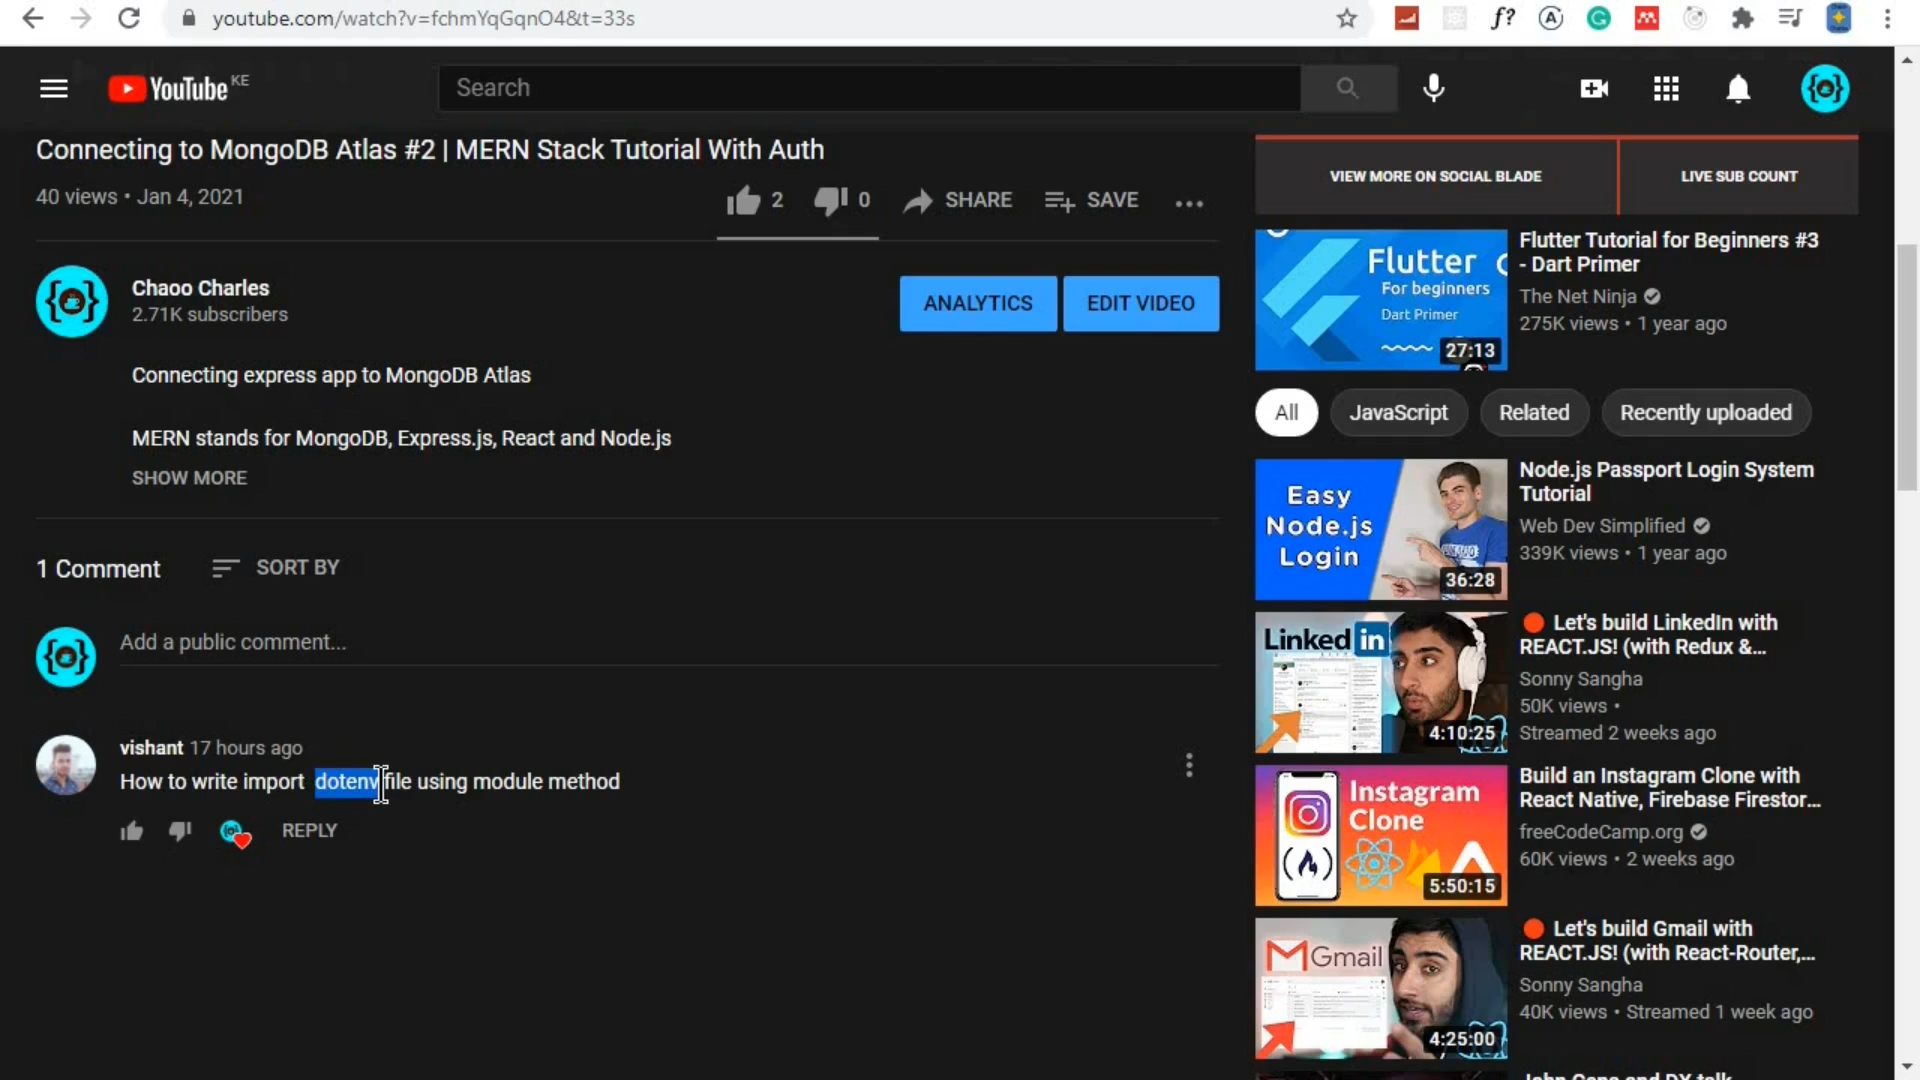 youtube.com/watch?v=fchmYqGqnO4&t=33s
f?
A
G
YouTube KE
Search
Connecting to MongoDB Atlas #2 | MERN Stack Tutorial With Auth
40 views • Jan 4, 2021
2
0
SHARE
SAVE
Chaoo Charles
2.71K subscribers
ANALYTICS
EDIT VIDEO
Connecting express app to MongoDB Atlas
MERN stands for MongoDB, Express.js, React and Node.js
SHOW MORE
1 Comment
SORT BY
Add a public comment...
vishant 17 hours ago
How to write import dotenv file using module method
REPLY
VIEW MORE ON SOCIAL BLADE
LIVE SUB COUNT
Flutter
For beginners
Dart Primer
27:13
Flutter Tutorial for Beginners #3
- Dart Primer
The Net Ninja
275K views • 1 year ago
All
JavaScript
Related
Recently uploaded
Easy
Node.js
Login
36:28
Node.js Passport Login System
Tutorial
Web Dev Simplified
339K views • 1 year ago
Linked in
4:10:25
Let's build LinkedIn with
REACT.JS! (with Redux &...
Sonny Sangha
50K views •
Streamed 2 weeks ago
Instagram
Clone
5:50:15
Build an Instagram Clone with
React Native, Firebase Firestor...
freeCodeCamp.org
60K views • 2 weeks ago
Gmail
4:25:00
Let's build Gmail with
REACT.JS! (with React-Router,...
Sonny Sangha
40K views • Streamed 1 week ago